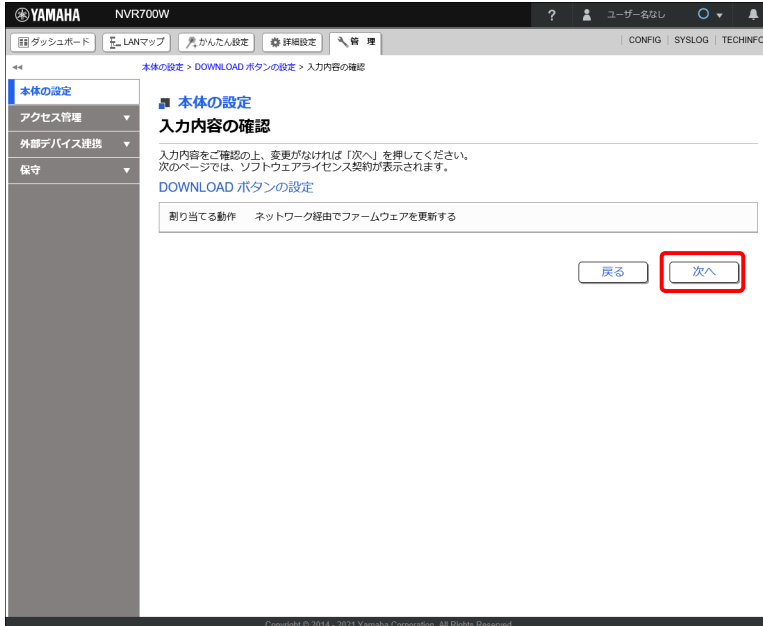 YAMAHA NVR700W ? ユーザー名なし
ダッシュボード LANマップ かんたん設定 詳細設定 管 理 CONFIG SYSLOG TECHINFO
本体の設定 > DOWNLOAD ボタンの設定 > 入力内容の確認
本体の設定
アクセス管理
外部デバイス連携
保守
本体の設定
入力内容の確認
入力内容をご確認の上、変更がなければ「次へ」を押してください。
次のページでは、ソフトウェアライセンス契約が表示されます。
DOWNLOAD ボタンの設定
割り当てる動作 ネットワーク経由でファームウェアを更新する
戻る 次へ
Copyright © 2014 - 2021 Yamaha Corporation. All Rights Reserved.